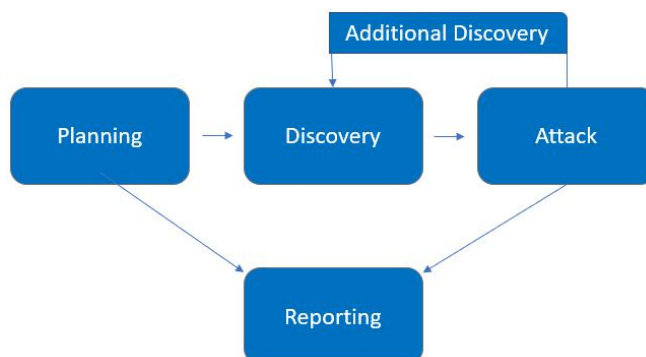 Additional Discovery
Planning
Discovery
Attack
Reporting